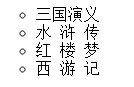 三国演义
水 浒 传
红 楼 梦
西 游 记